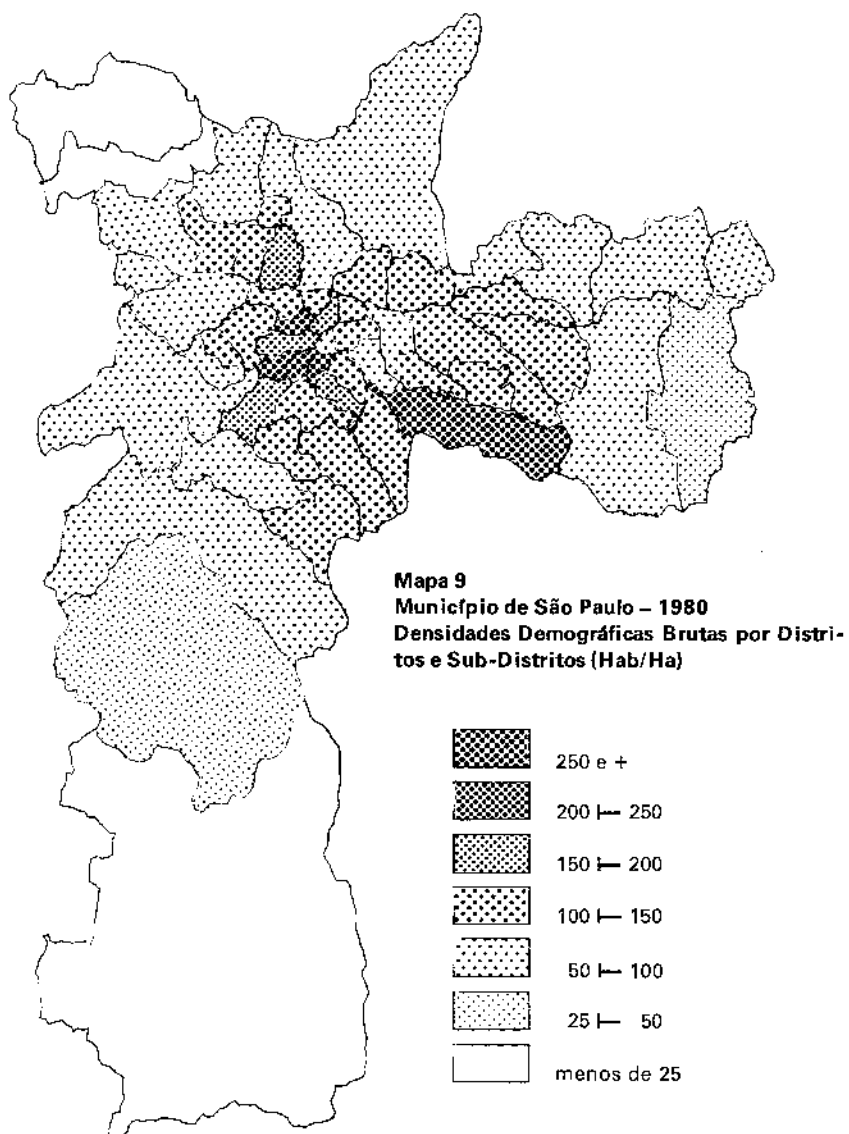 Mapa 9
Município de São Paulo – 1980
Densidades Demográficas Brutas por Distri-
tos e Sub-Distritos (Hab/Ha)
250 e +
200 ⊢ 250
150 ⊢ 200
100 ⊢ 150
50 ⊢ 100
25 ⊢ 50
menos de 25